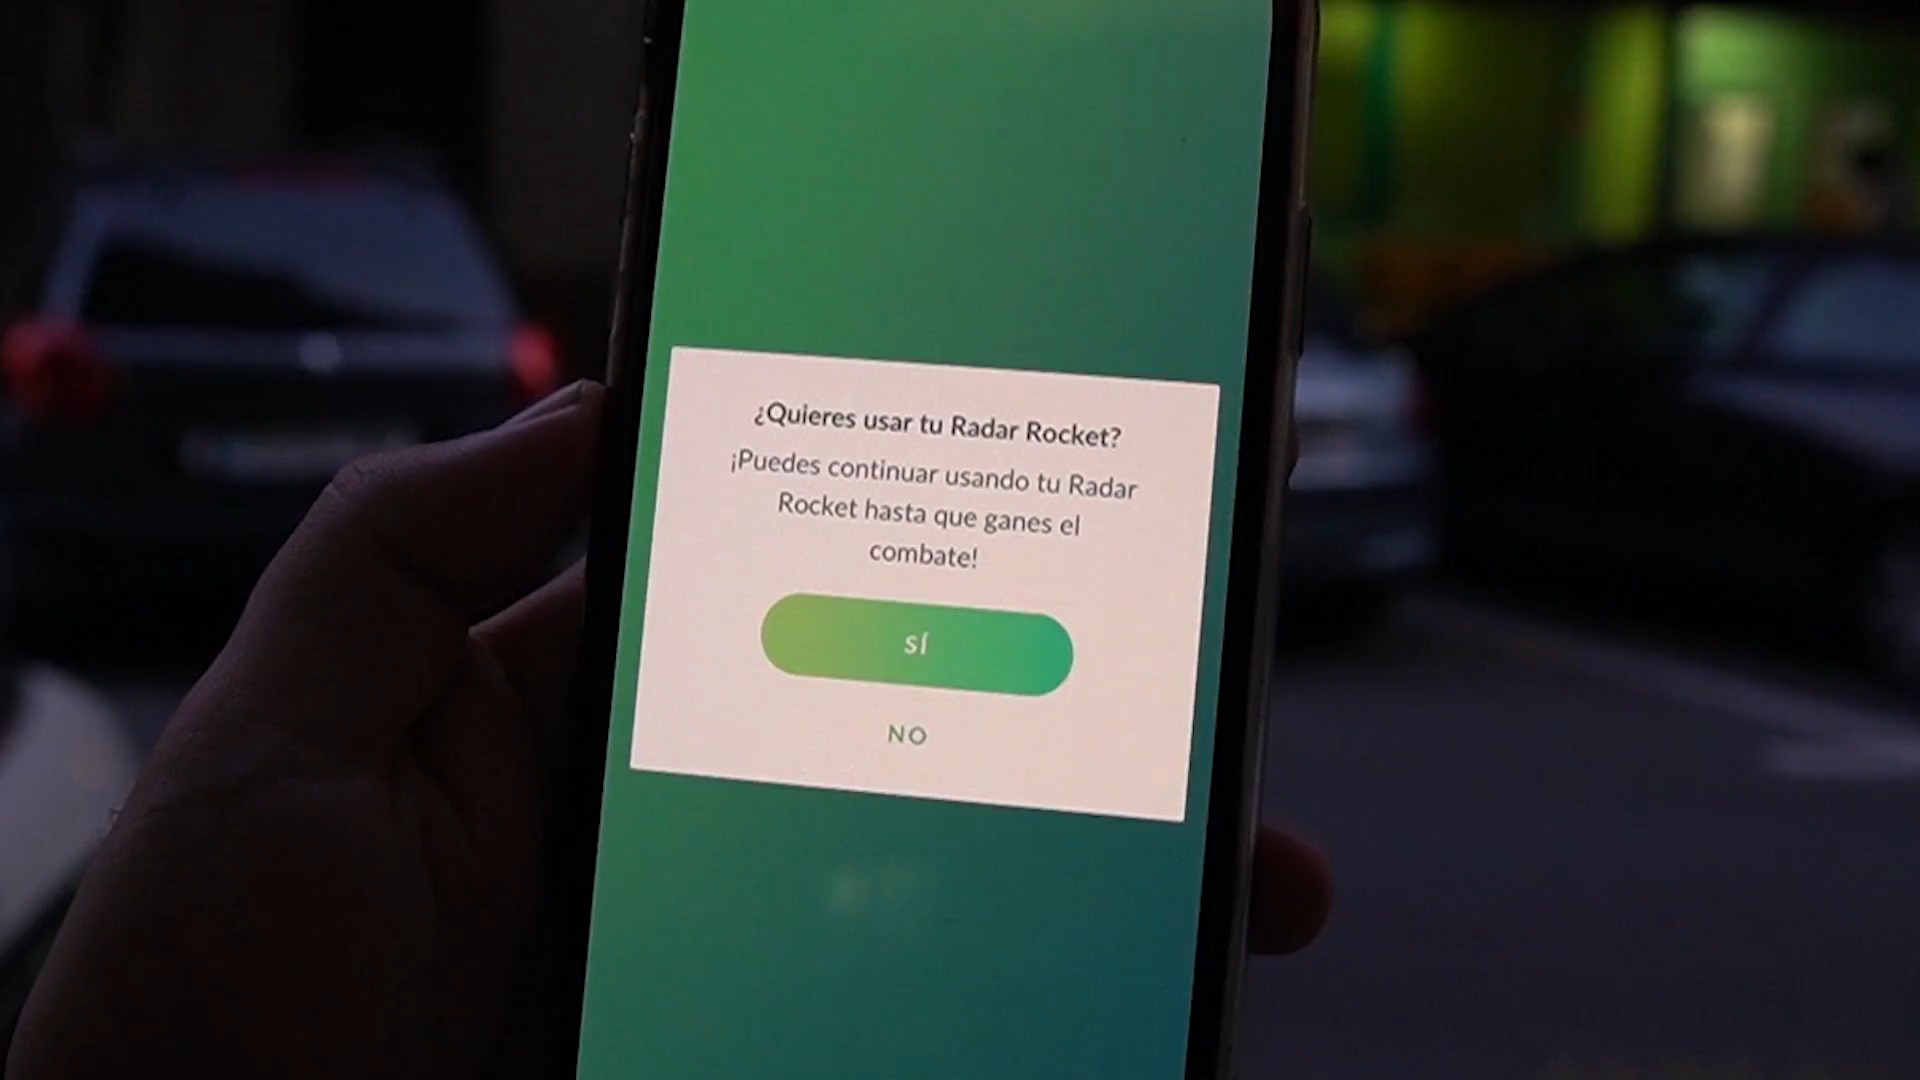 ¿Quieres usar tu Radar Rocket?
¡Puedes continuar usando tu Radar
Rocket hasta que ganes el
combate!
SÍ
NO